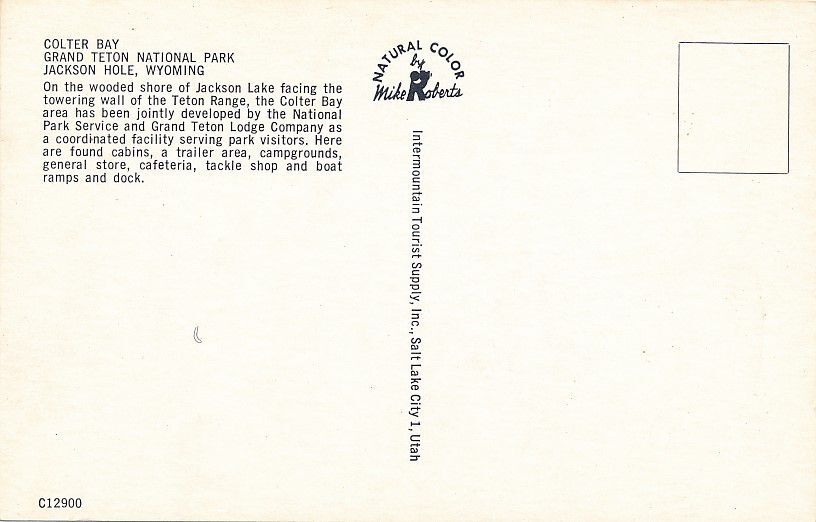 COLTER BAY
GRAND TETON NATIONAL PARK
JACKSON HOLE, WYOMING
On the wooded shore of Jackson Lake facing the
towering wall of the Teton Range, the Colter Bay
area has been jointly developed by the National
Park Service and Grand Teton Lodge Company as
a coordinated facility serving park visitors. Here
are found cabins, a trailer area, campgrounds,
general store, cafeteria, tackle shop and boat
ramps and dock.
NATURAL COLOR
by
Mike Roberts
Intermountain Tourist Supply, Inc., Salt Lake City 1, Utah
C12900